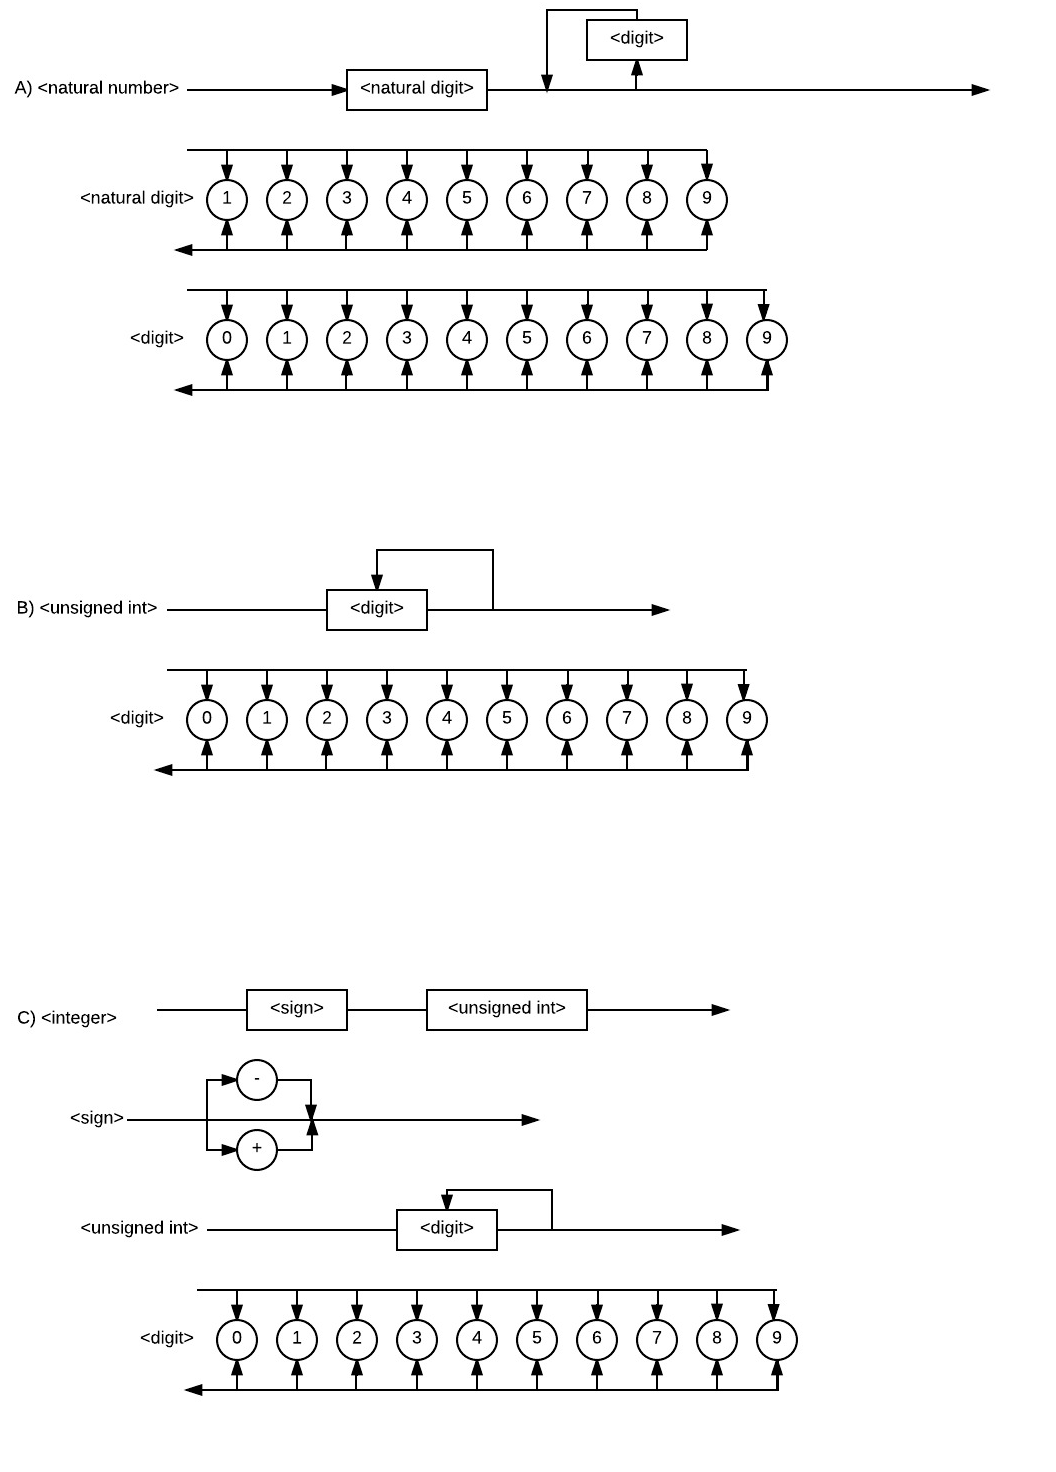 <digit>
A) <natural number> <natural digit>
<natural digit> 1 2 3 4 5 6 7 8 9
<digit> 0 1 2 3 4 5 6 7 8 9
B) <unsigned int> <digit>
<digit> 0 1 2 3 4 5 6 7 8 9
C) <integer> <sign> <unsigned int>
-
<sign>
+
<unsigned int> <digit>
<digit> 0 1 2 3 4 5 6 7 8 9